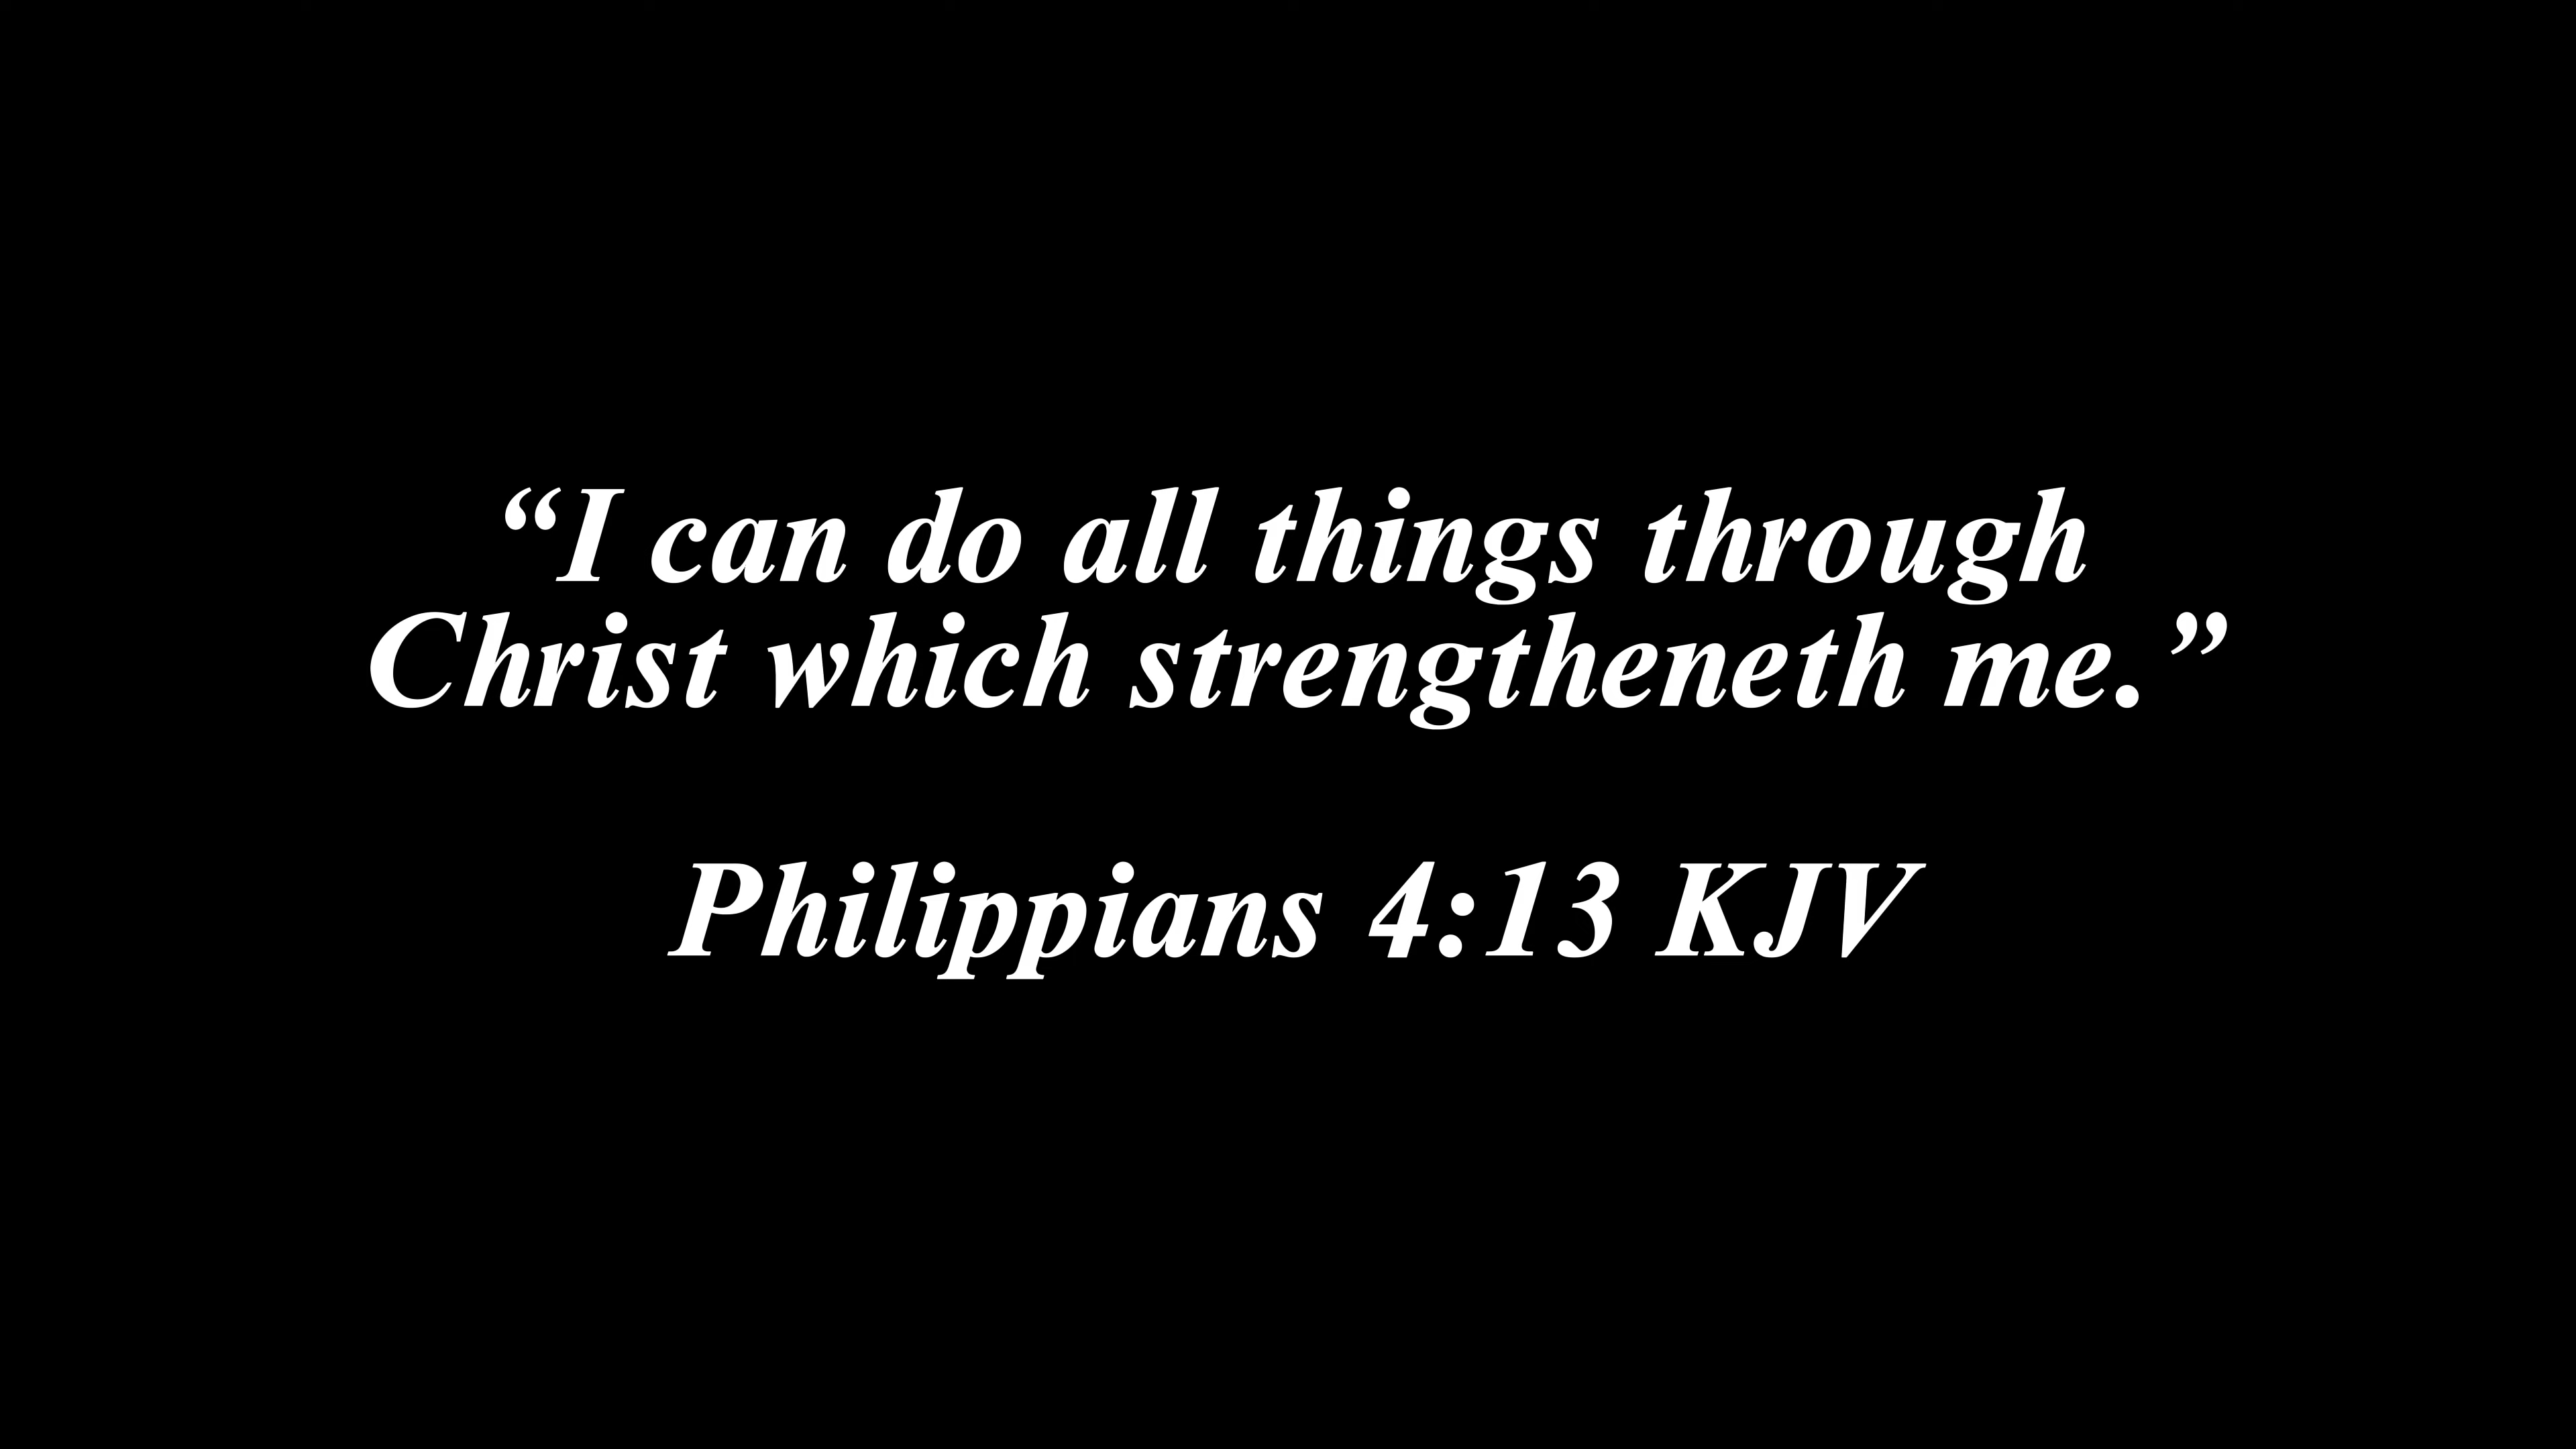 “I can do all things through
Christ which strengtheneth me.”
Philippians 4:13 KJV